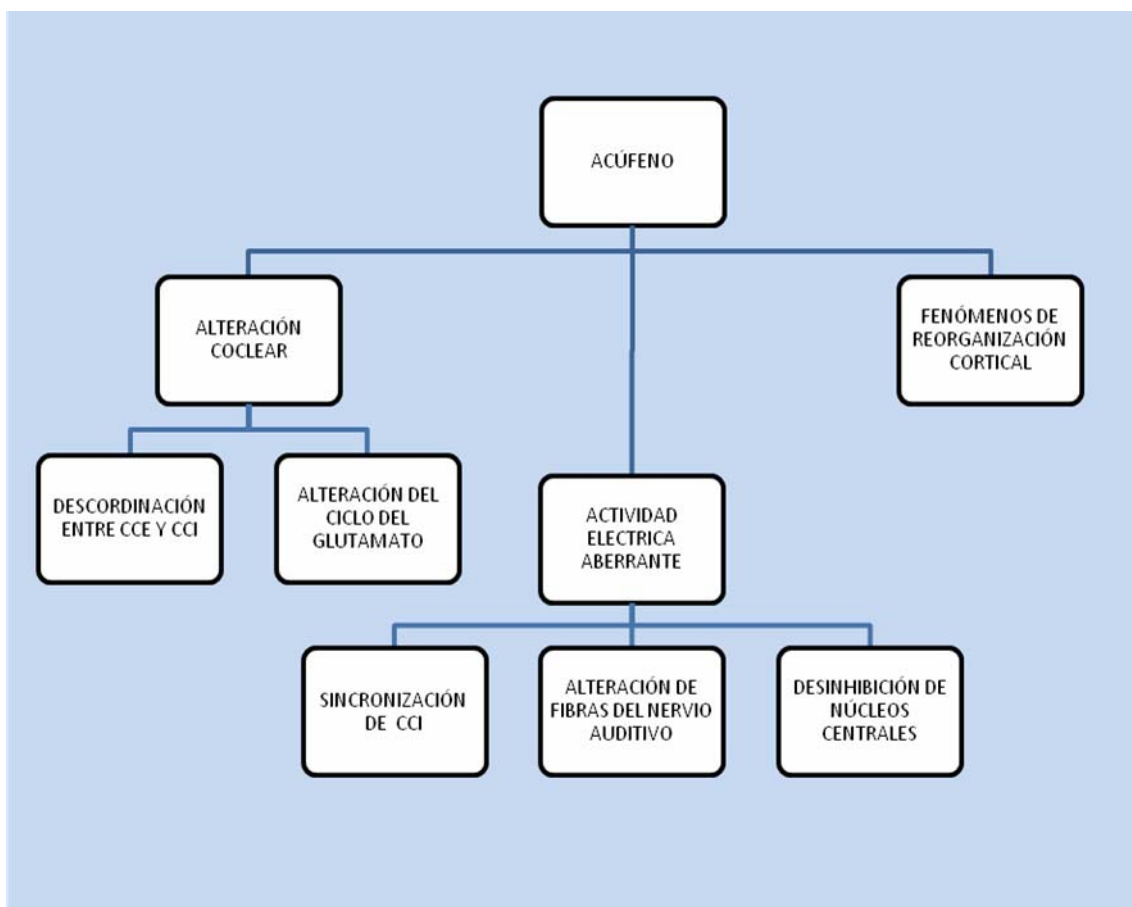 ACÚFENO
ALTERACIÓN
COCLEAR
FENÓMENOS DE
REORGANIZACIÓN
CORTICAL
DESCORDINACIÓN
ENTRE CCE Y CCI
ALTERACIÓN DEL
CICLO DEL
GLUTAMATO
ACTIVIDAD
ELECTRICA
ABERRANTE
SINCRONIZACIÓN
DE CCI
ALTERACIÓN DE
FIBRAS DEL NERVIO
AUDITIVO
DESINHIBICIÓN DE
NÚCLEOS
CENTRALES